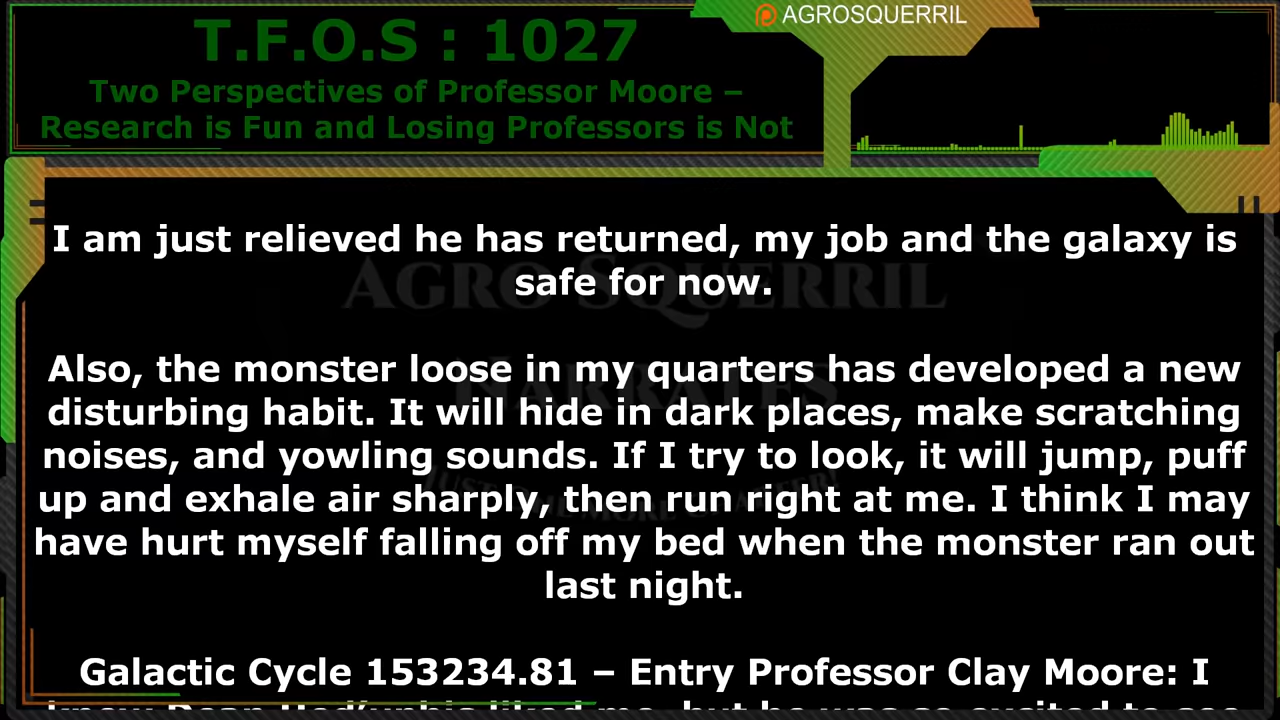 AGROSQUERRIL
T.F.O.S : 1027
Two Perspectives of Professor Moore –
Research is Fun and Losing Professors is Not
I am just relieved he has returned, my job and the galaxy is
safe for now.
Also, the monster loose in my quarters has developed a new
disturbing habit. It will hide in dark places, make scratching
noises, and yowling sounds. If I try to look, it will jump, puff
up and exhale air sharply, then run right at me. I think I may
have hurt myself falling off my bed when the monster ran out
last night.
Galactic Cycle 153234.81 – Entry Professor Clay Moore: I
AGRO SQUERRIL
NARRATES